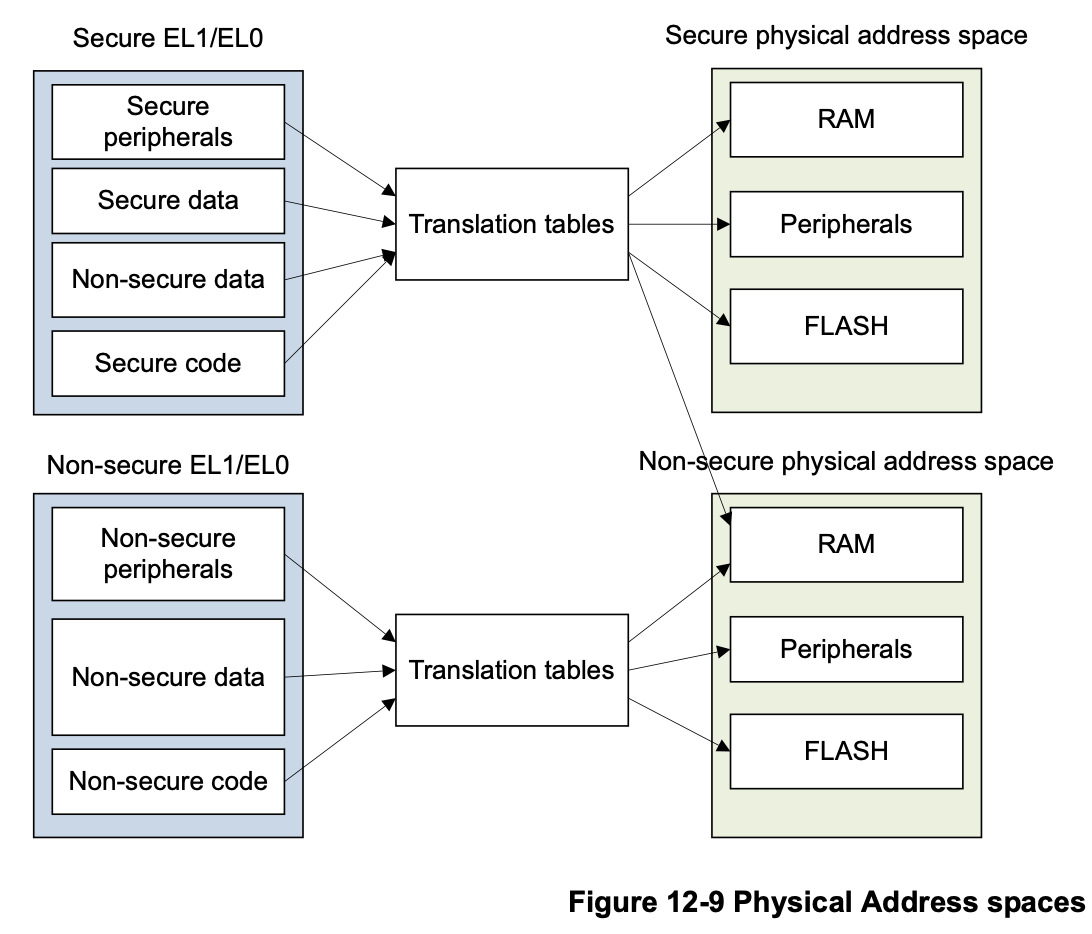 Secure EL1/EL0
Secure
peripherals
Secure data
Non-secure data
Secure code
Translation tables
Secure physical address space
RAM
Peripherals
FLASH
Non-secure EL1/EL0
Non-secure
peripherals
Non-secure data
Non-secure code
Translation tables
Non-secure physical address space
RAM
Peripherals
FLASH
Figure 12-9 Physical Address spaces